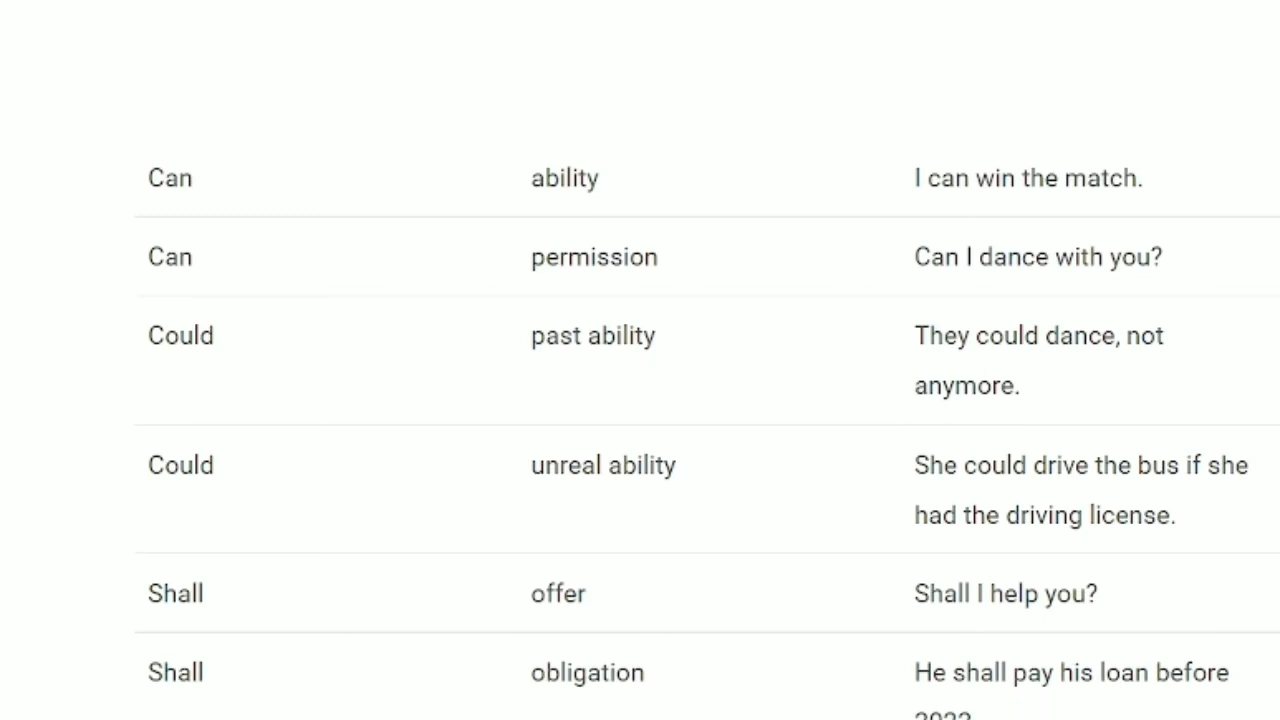 Can ability I can win the match.
Can permission Can I dance with you?
Could past ability They could dance, not
anymore.
Could unreal ability She could drive the bus if she
had the driving license.
Shall offer Shall I help you?
Shall obligation He shall pay his loan before